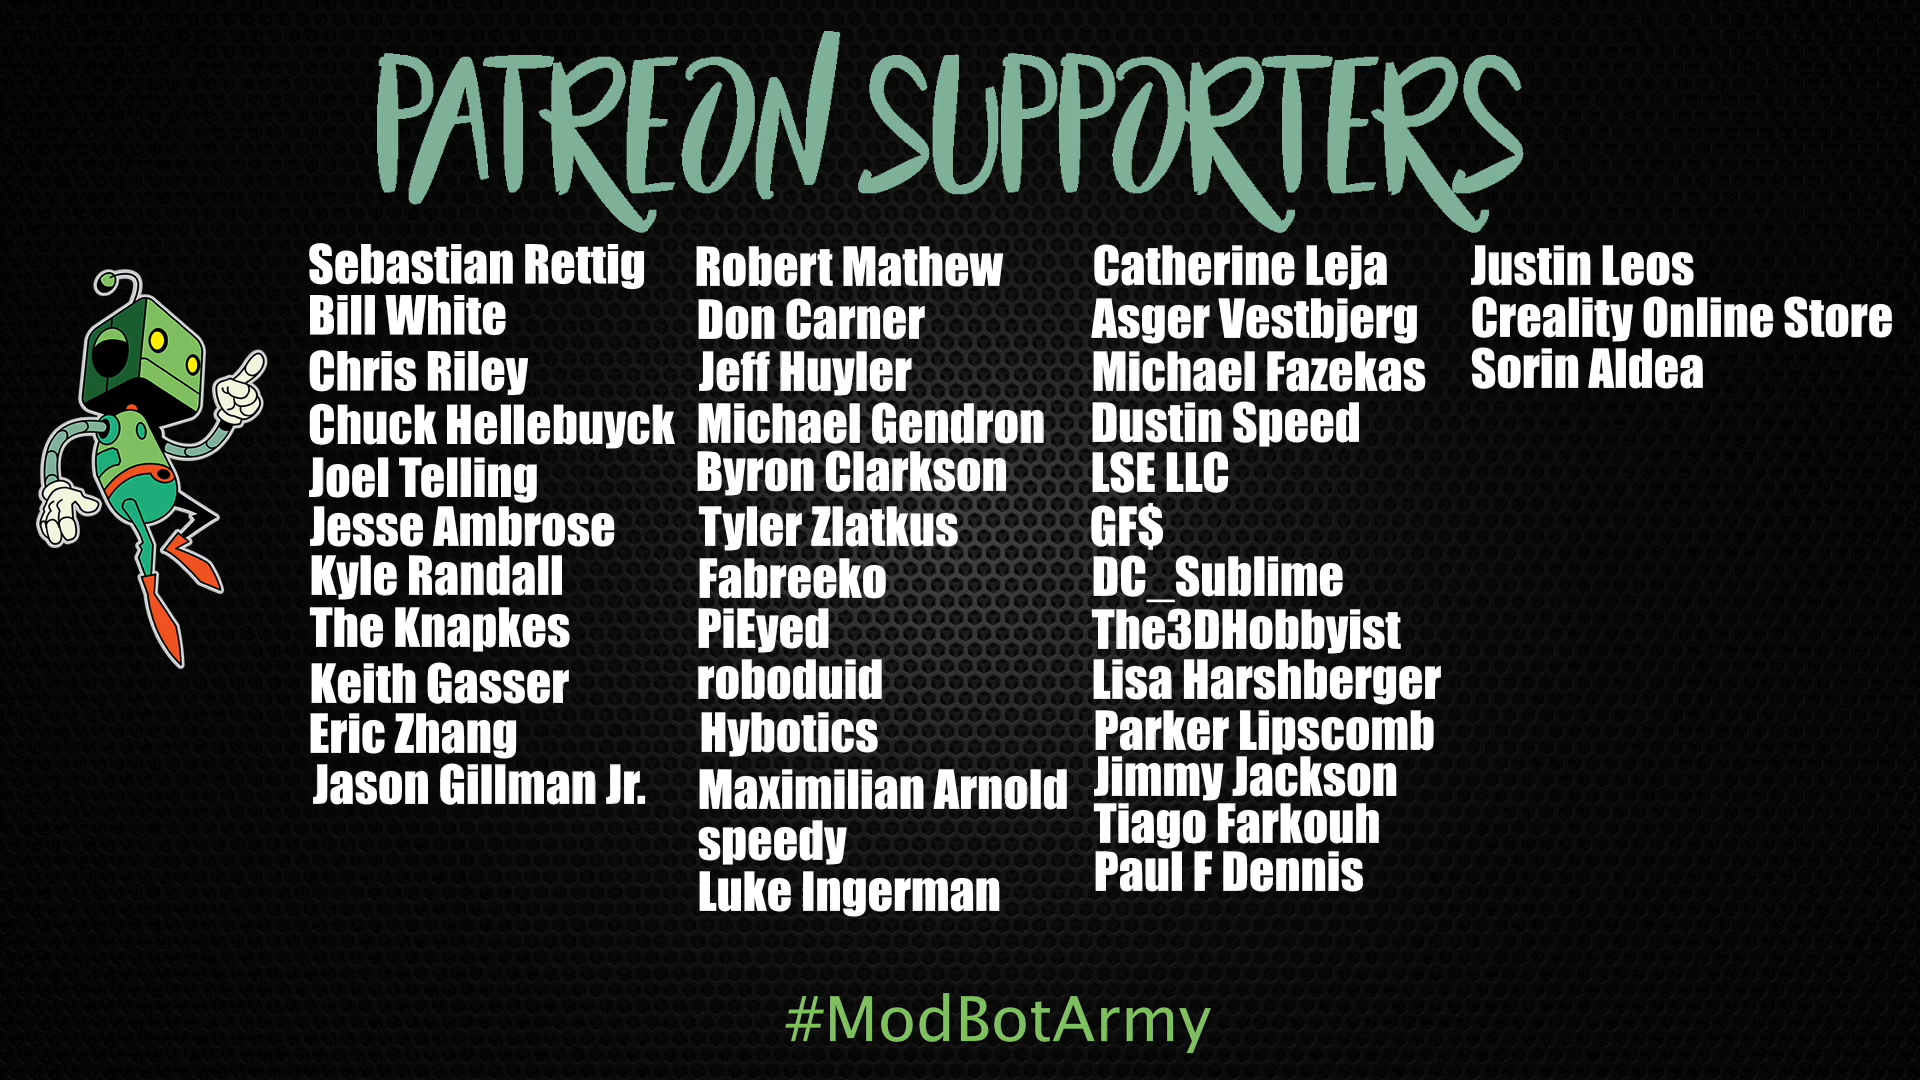 PATREON SUPPORTERS
Sebastian Rettig
Bill White
Chris Riley
Chuck Hellebuyck
Joel Telling
Jesse Ambrose
Kyle Randall
The Knapkes
Keith Gasser
Eric Zhang
Jason Gillman Jr.
Robert Mathew
Don Carner
Jeff Huyler
Michael Gendron
Byron Clarkson
Tyler Zlatkus
Fabreeko
PiEyed
roboduid
Hybotics
Maximilian Arnold
speedy
Luke Ingerman
Catherine Leja
Asger Vestbjerg
Michael Fazekas
Dustin Speed
LSE LLC
GF$
DC_Sublime
The3DHobbyist
Lisa Harshberger
Parker Lipscomb
Jimmy Jackson
Tiago Farkouh
Paul F Dennis
Justin Leos
Creality Online Store
Sorin Aldea
#ModBotArmy